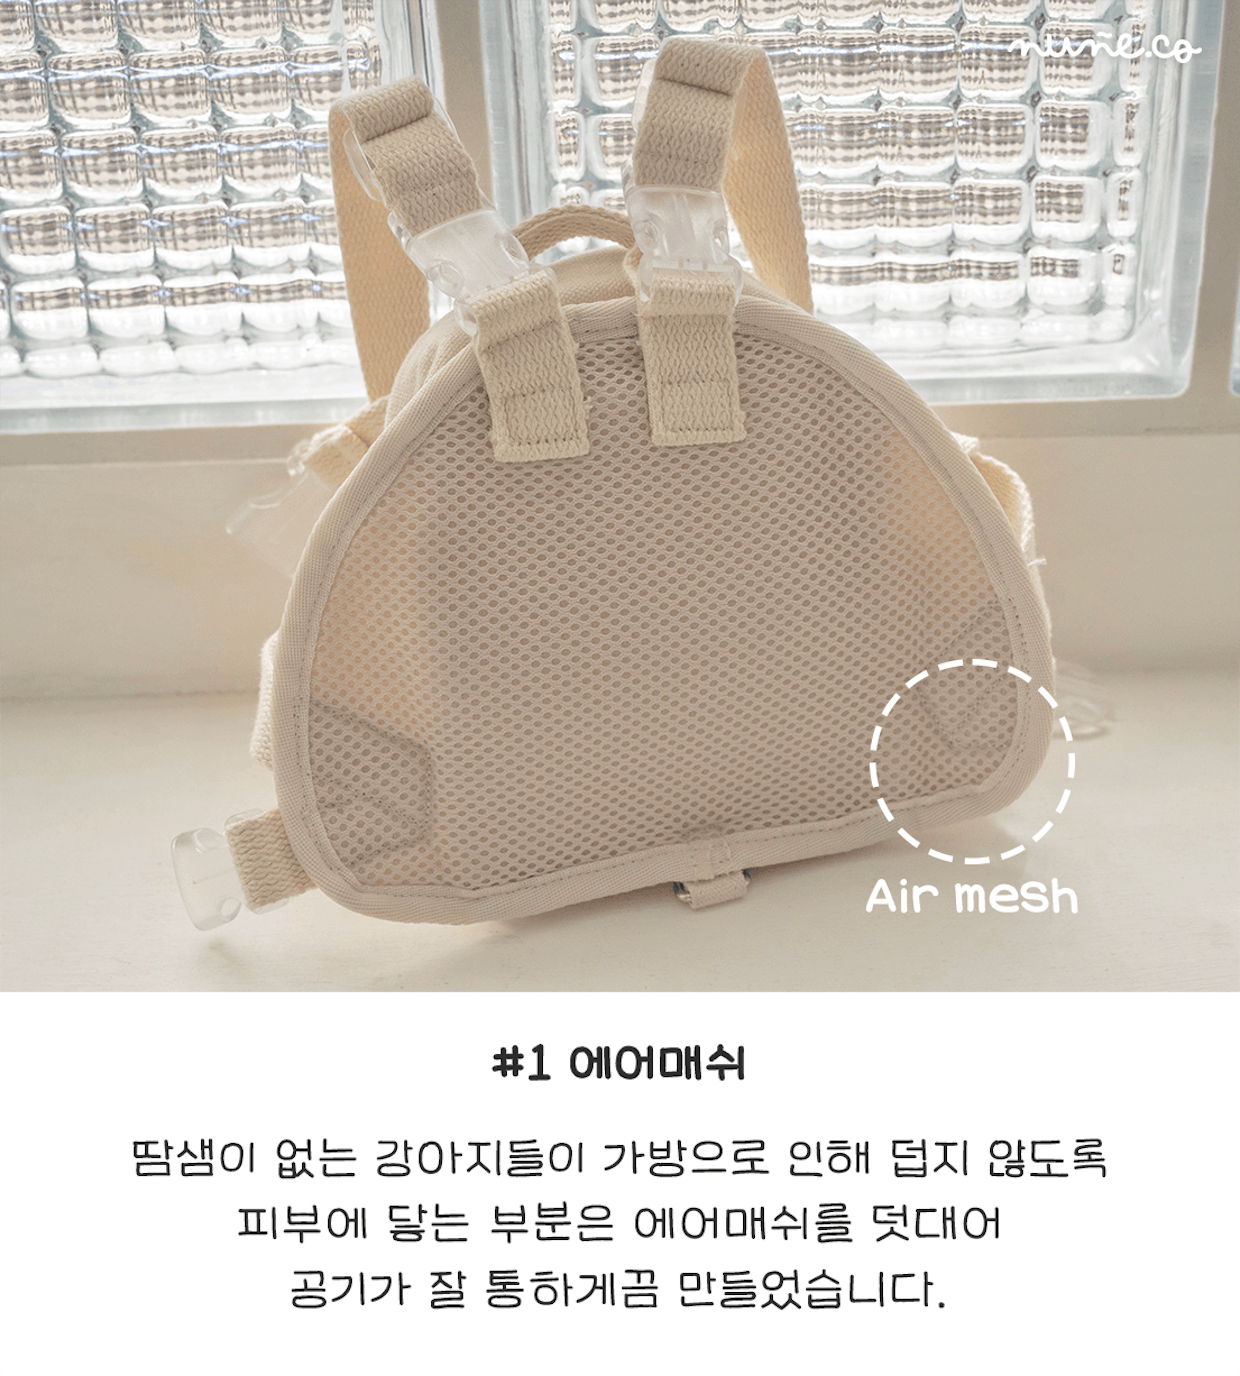 nuñe.co
Air mesh
#1 에어매쉬
땀샘이 없는 강아지들이 가방으로 인해 덥지 않도록
피부에 닿는 부분은 에어매쉬를 덧대어
공기가 잘 통하게끔 만들었습니다.